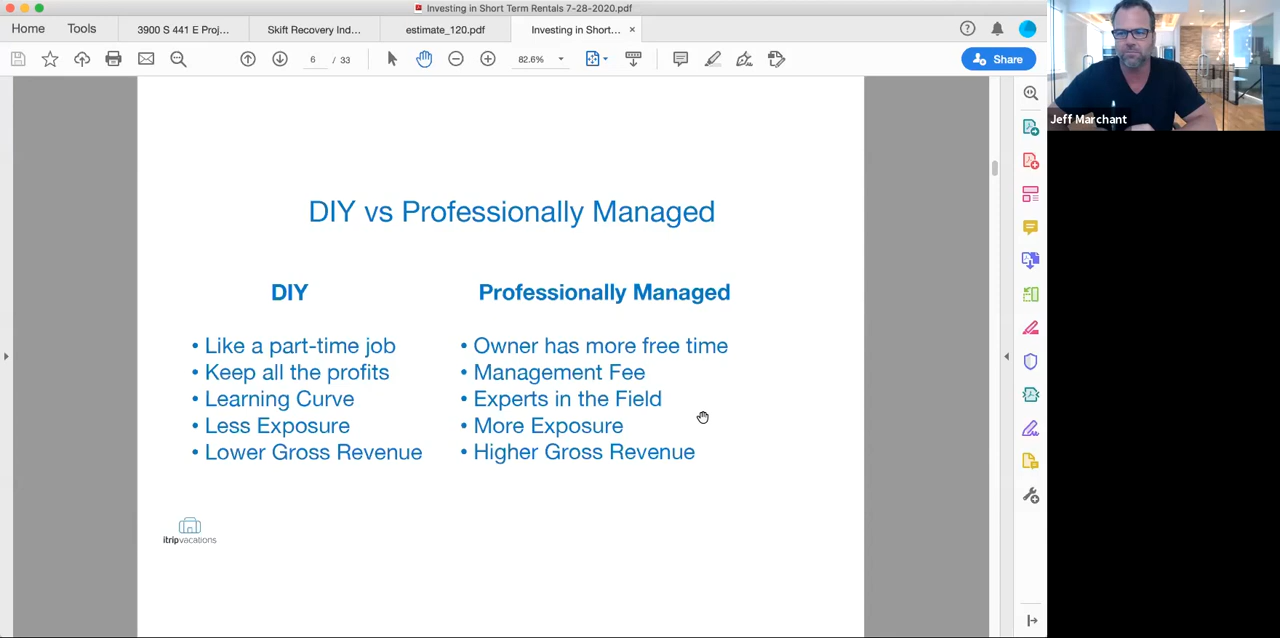 Investing in Short Term Rentals 7-28-2020.pdf
Home
Tools
3900 S 441 E Proj...
Skift Recovery Ind...
estimate_120.pdf
Investing in Short... ×
6 / 33
82.6%
Share
Jeff Marchant
DIY vs Professionally Managed
DIY
• Like a part-time job
• Keep all the profits
• Learning Curve
• Less Exposure
• Lower Gross Revenue
Professionally Managed
• Owner has more free time
• Management Fee
• Experts in the Field
• More Exposure
• Higher Gross Revenue
itripvacations